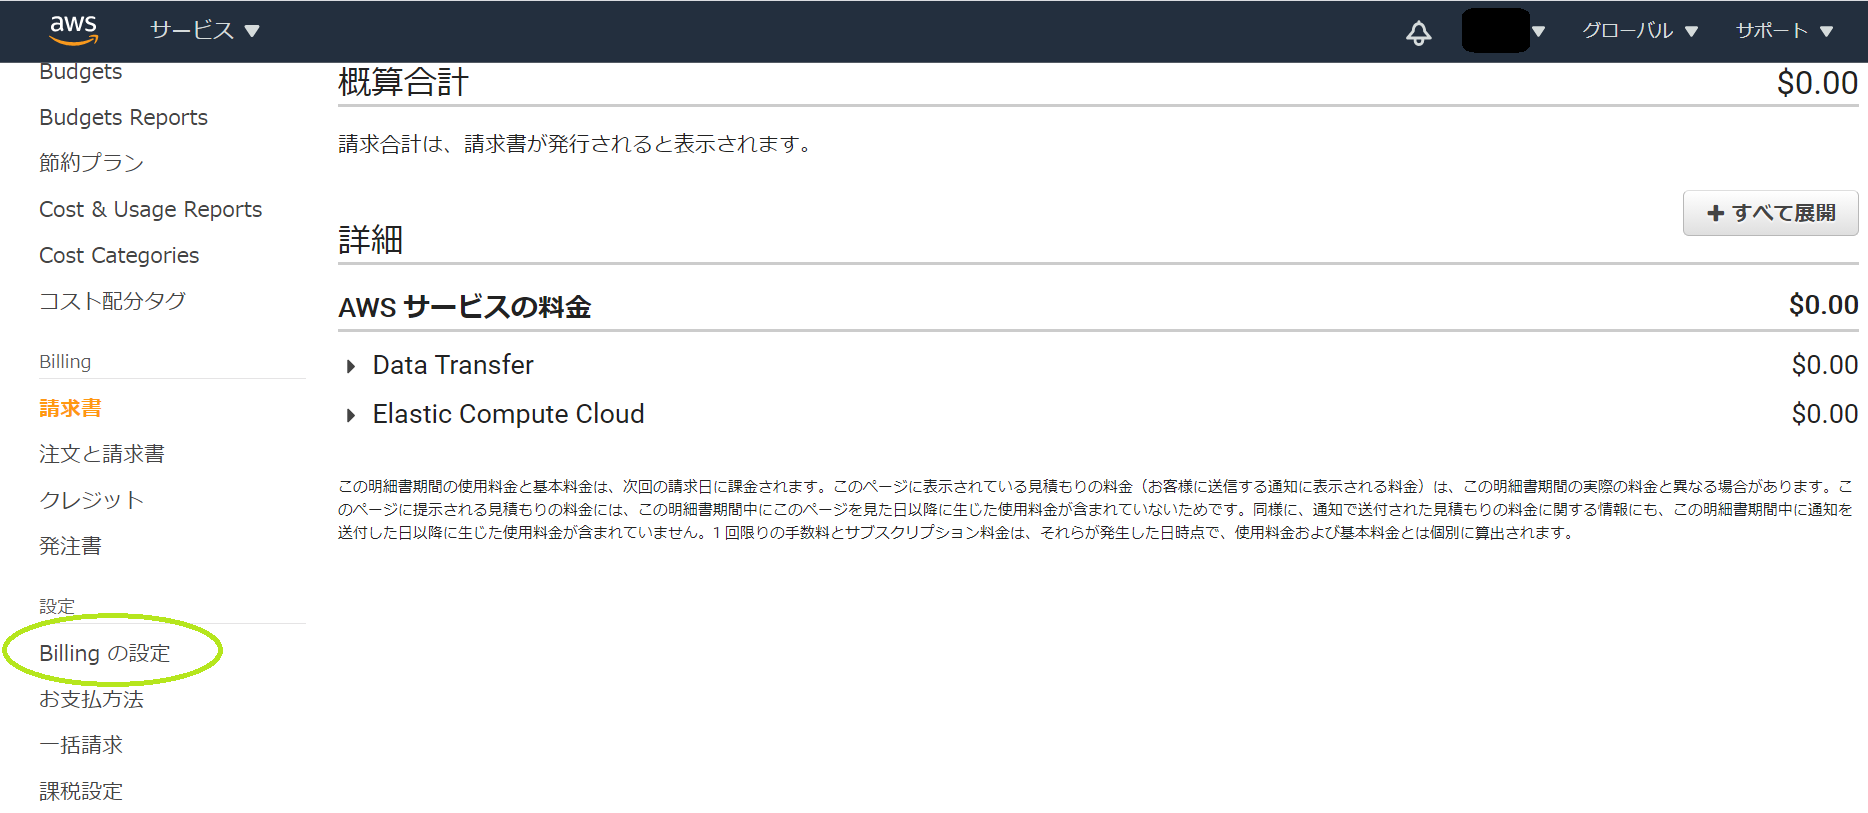 aws サービス グローバル サポート
Budgets
Budgets Reports
節約プラン
Cost & Usage Reports
Cost Categories
コスト配分タグ
Billing
請求書
注文と請求書
クレジット
発注書
設定
Billing の設定
お支払方法
一括請求
課税設定
概算合計 $0.00
請求合計は、請求書が発行されると表示されます。
+ すべて展開
詳細
AWS サービスの料金 $0.00
Data Transfer $0.00
Elastic Compute Cloud $0.00
この明細書期間の使用料金と基本料金は、次回の請求日に課金されます。このページに表示されている見積もりの料金（お客様に送信する通知に表示される料金）は、この明細書期間の実際の料金と異なる場合があります。こ
のページに提示される見積もりの料金には、この明細書期間中にこのページを見た日以降に生じた使用料金が含まれていないためです。同様に、通知で送付された見積もりの料金に関する情報にも、この明細書期間中に通知を
送付した日以降に生じた使用料金が含まれていません。1 回限りの手数料とサブスクリプション料金は、それらが発生した日時点で、使用料金および基本料金とは個別に算出されます。